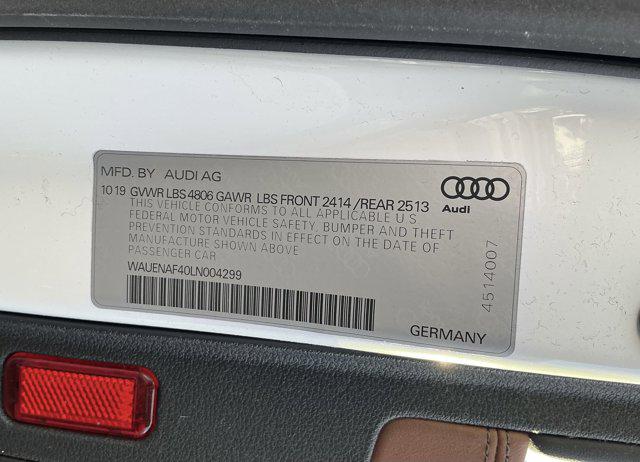 MFD. BY AUDI AG
10 19 GVWR LBS 4806 GAWR LBS FRONT 2414 / REAR 2513
THIS VEHICLE CONFORMS TO ALL APPLICABLE U S
FEDERAL MOTOR VEHICLE SAFETY, BUMPER AND THEFT
PREVENTION STANDARDS IN EFFECT ON THE DATE OF
MANUFACTURE SHOWN ABOVE
PASSENGER CAR
WAUENAF40LN004299
Audi
4514007
GERMANY